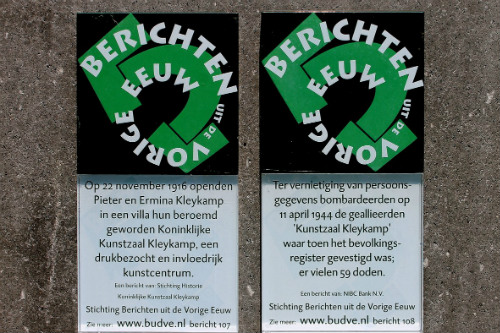 BERICHTEN
UIT DE
VORIGE
EEUW
Op 22 november 1916 openden
Pieter en Ermina Kleykamp
in een villa hun beroemd
geworden Koninklijke
Kunstzaal Kleykamp, een
drukbezocht en invloedrijk
kunstcentrum.
Een bericht van: Stichting Historie
Koninklijke Kunstzaal Kleykamp
Stichting Berichten uit de Vorige Eeuw
Zie meer: www.budve.nl bericht 107
BERICHTEN
UIT DE
VORIGE
EEUW
Ter vernietiging van persoons-
gegevens bombardeerden op
11 april 1944 de geallieerden
'Kunstzaal Kleykamp'
waar toen het bevolkings-
register gevestigd was;
er vielen 59 doden.
Een bericht van: NIBC Bank N.V.
Stichting Berichten uit de Vorige Eeuw
Zie meer: www.budve.nl bericht 108